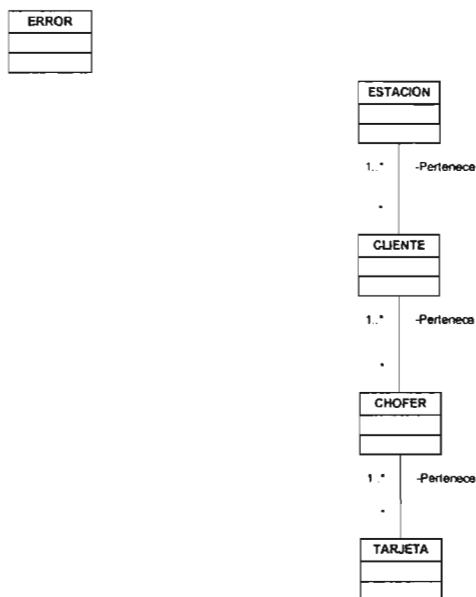 ERROR
ESTACION
1..* -Pertenece
*
CLIENTE
1..* -Pertenece
*
CHOFER
1..* -Pertenece
*
TARJETA